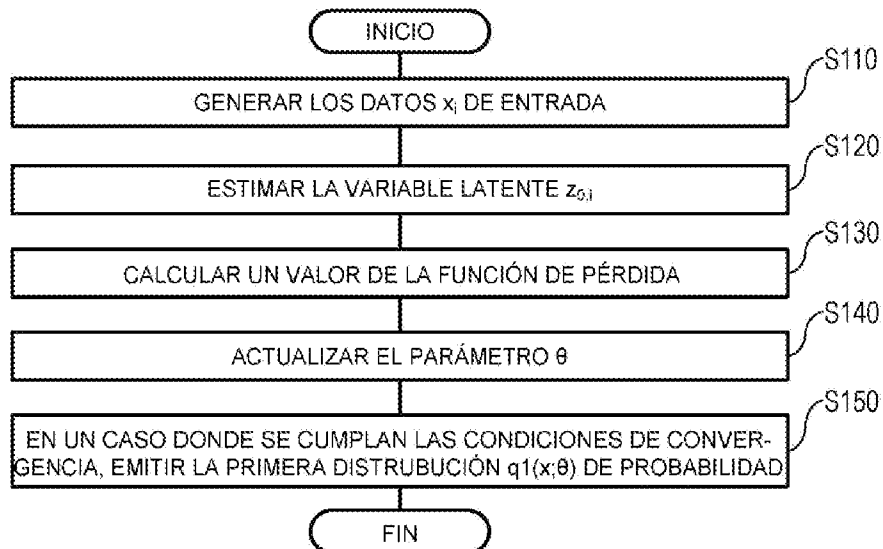 INICIO
S110
GENERAR LOS DATOS xᵢ DE ENTRADA
S120
ESTIMAR LA VARIABLE LATENTE z₀,ᵢ
S130
CALCULAR UN VALOR DE LA FUNCIÓN DE PÉRDIDA
S140
ACTUALIZAR EL PARÁMETRO θ
S150
EN UN CASO DONDE SE CUMPLAN LAS CONDICIONES DE CONVER-
GENCIA, EMITIR LA PRIMERA DISTRUBUCIÓN q1(x;θ) DE PROBABILIDAD
FIN